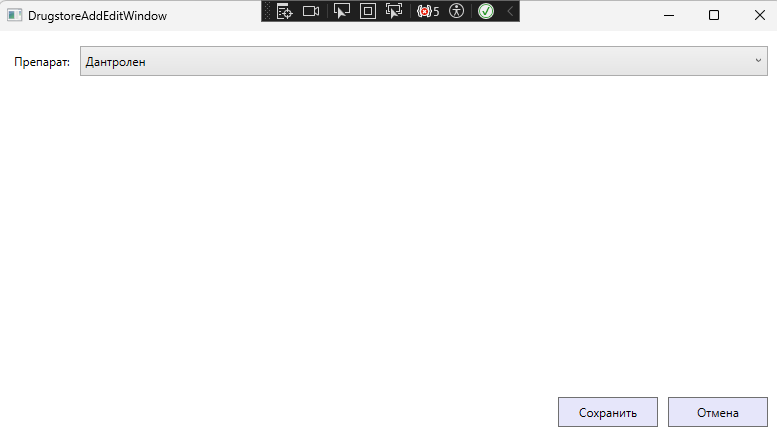 DrugstoreAddEditWindow
5
Препарат:
Дантролен
Сохранить
Отмена